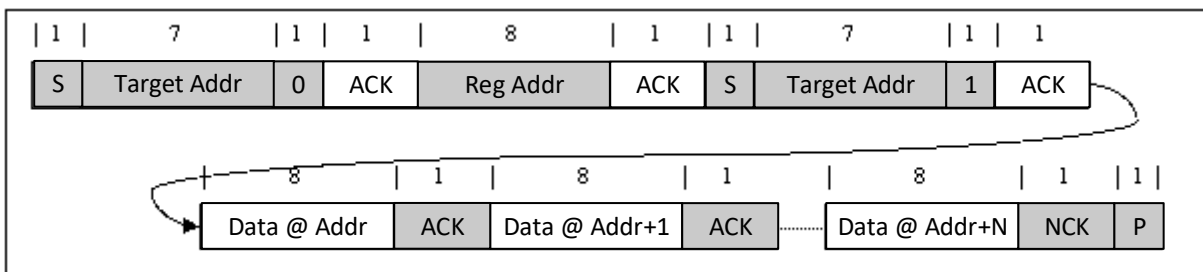 | 1 | 7 | 1 | 1 | 8 | 1 | 1 | 7 | 1 | 1
S Target Addr 0 ACK Reg Addr ACK S Target Addr 1 ACK
8 | 1 | 8 | 1 | 8 | 1 | 1 |
Data @ Addr ACK Data @ Addr+1 ACK Data @ Addr+N NCK P